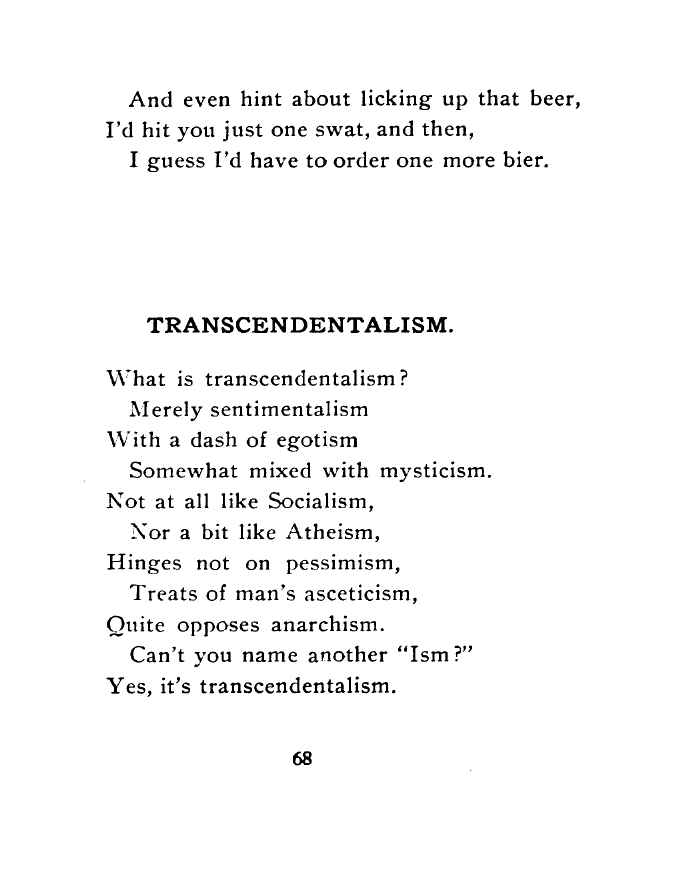 And even hint about licking up that beer,
I'd hit you just one swat, and then,
I guess I'd have to order one more bier.
TRANSCENDENTALISM.
What is transcendentalism?
Merely sentimentalism
With a dash of egotism
Somewhat mixed with mysticism.
Not at all like Socialism,
Nor a bit like Atheism,
Hinges not on pessimism,
Treats of man's asceticism,
Quite opposes anarchism.
Can't you name another “Ism?”
Yes, it's transcendentalism.
68